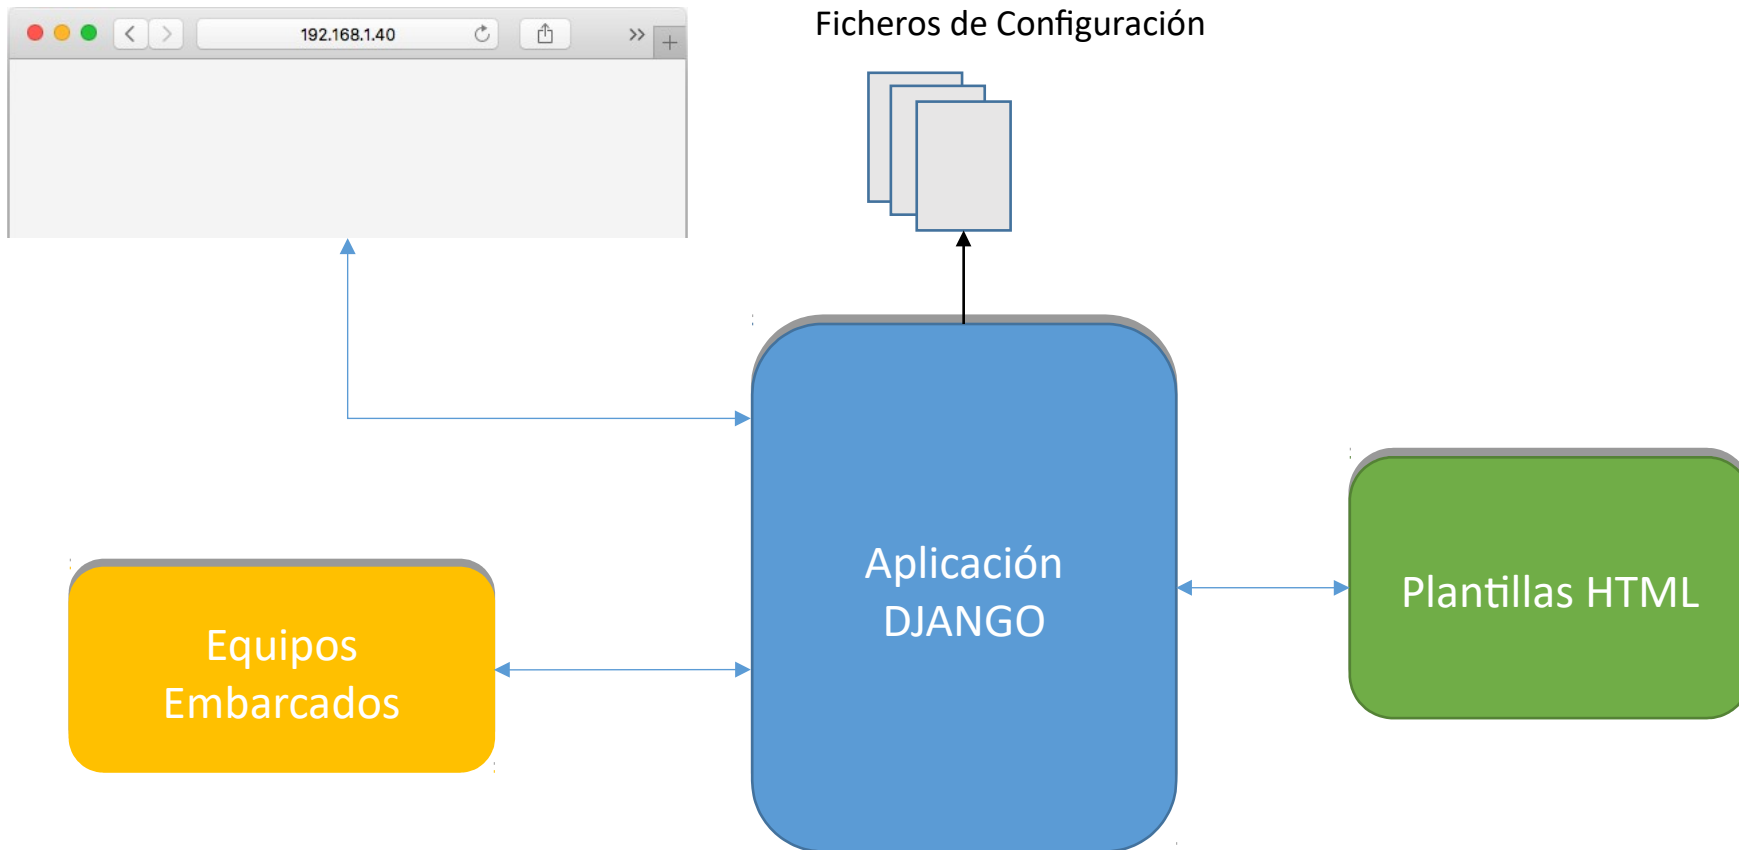 192.168.1.40
Ficheros de Configuración
Aplicación
DJANGO
Plantillas HTML
Equipos
Embarcados